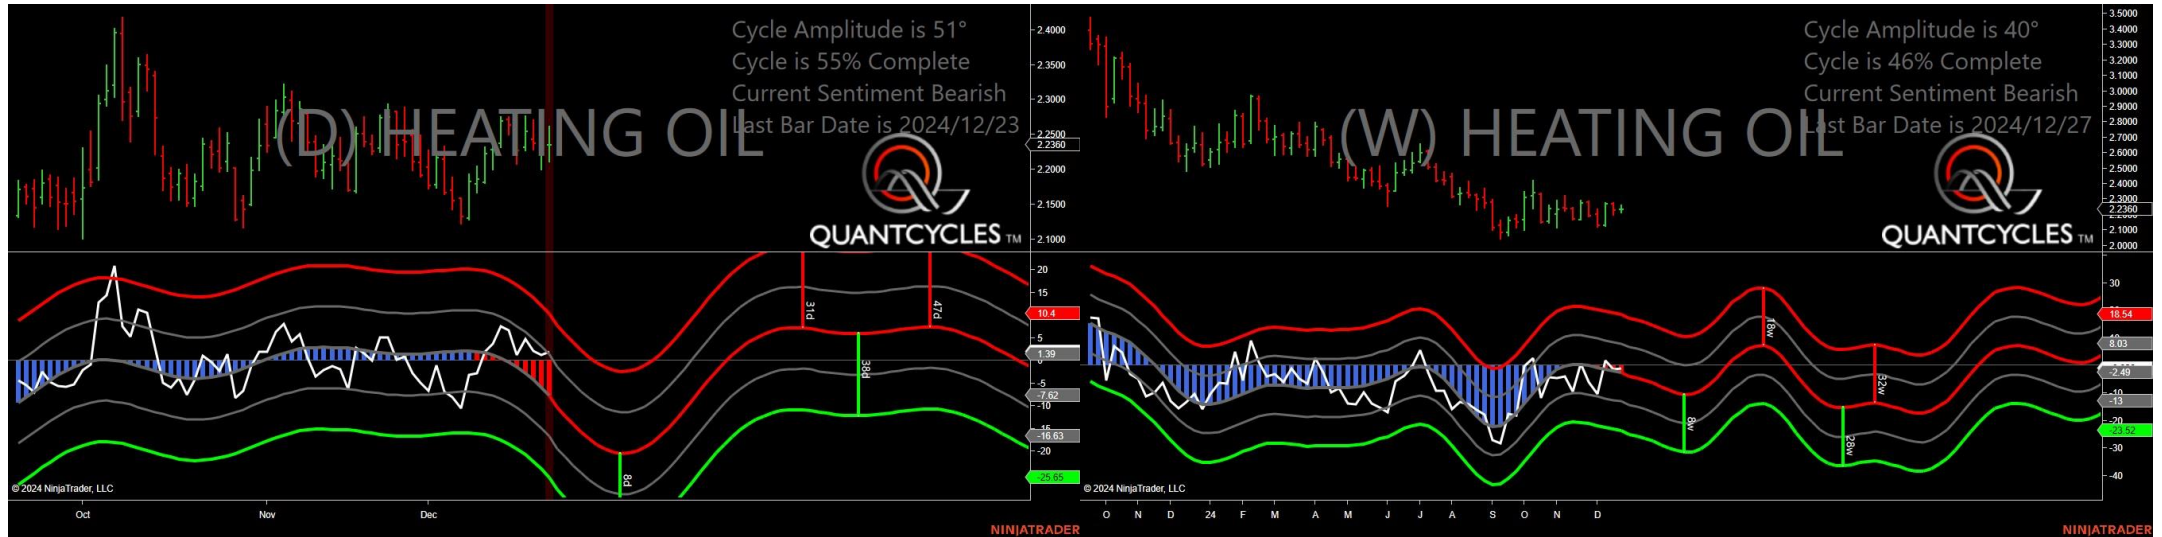 Cycle Amplitude is 51°
Cycle is 55% Complete
Current Sentiment Bearish
Last Bar Date is 2024/12/23
(D) HEATING OIL
QUANTCYCLES TM
2.4000
2.3500
2.3000
2.2500
2.2360
2.2000
2.1500
2.1000
20
15
10.4
5
1.39
-5
-7.62
-10
-15
-16.63
-20
-25.65
31d
47d
38d
8d
© 2024 NinjaTrader, LLC
Oct Nov Dec
NINJATRADER
Cycle Amplitude is 40°
Cycle is 46% Complete
Current Sentiment Bearish
Last Bar Date is 2024/12/27
(W) HEATING OIL
QUANTCYCLES TM
3.5000
3.4000
3.3000
3.2000
3.1000
3.0000
2.9000
2.8000
2.7000
2.6000
2.5000
2.4000
2.3000
2.2360
2.1000
2.0000
30
18.54
10
8.03
-2.49
-13
-23.52
-30
-40
18w
32w
8w
28w
© 2024 NinjaTrader, LLC
O N D 24 F M A M J J A S O N D
NINJATRADER